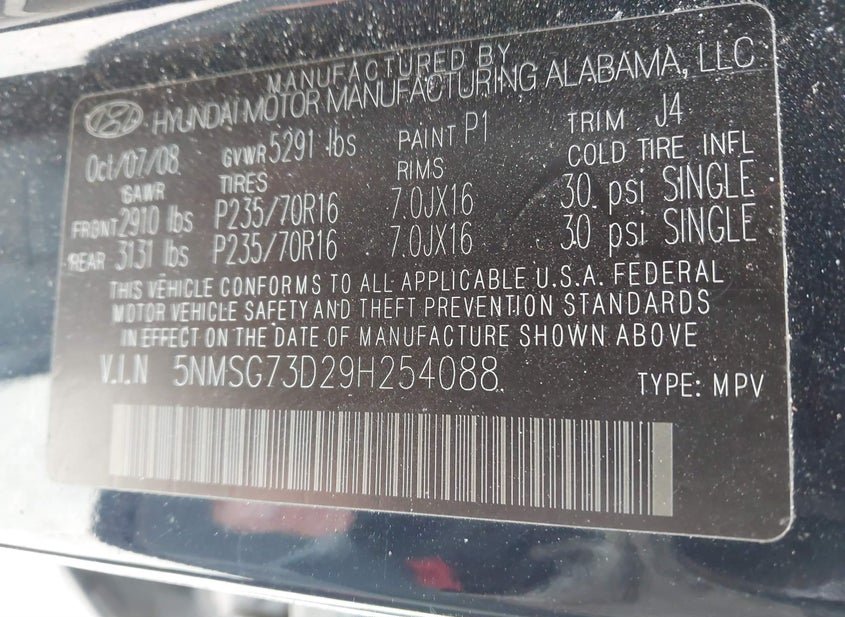 MANUFACTURED BY
HYUNDAI MOTOR MANUFACTURING ALABAMA, LLC
Oct/07/08 GVWR 5291 lbs PAINT P1 TRIM J4
GAWR TIRES RIMS COLD TIRE INFL
FRONT 2910 lbs P235/70R16 7.0JX16 30 psi SINGLE
REAR 3131 lbs P235/70R16 7.0JX16 30 psi SINGLE
THIS VEHICLE CONFORMS TO ALL APPLICABLE U.S.A. FEDERAL
MOTOR VEHICLE SAFETY AND THEFT PREVENTION STANDARDS
IN EFFECT ON THE DATE OF MANUFACTURE SHOWN ABOVE
V.I.N 5NMSG73D29H254088 TYPE: MPV